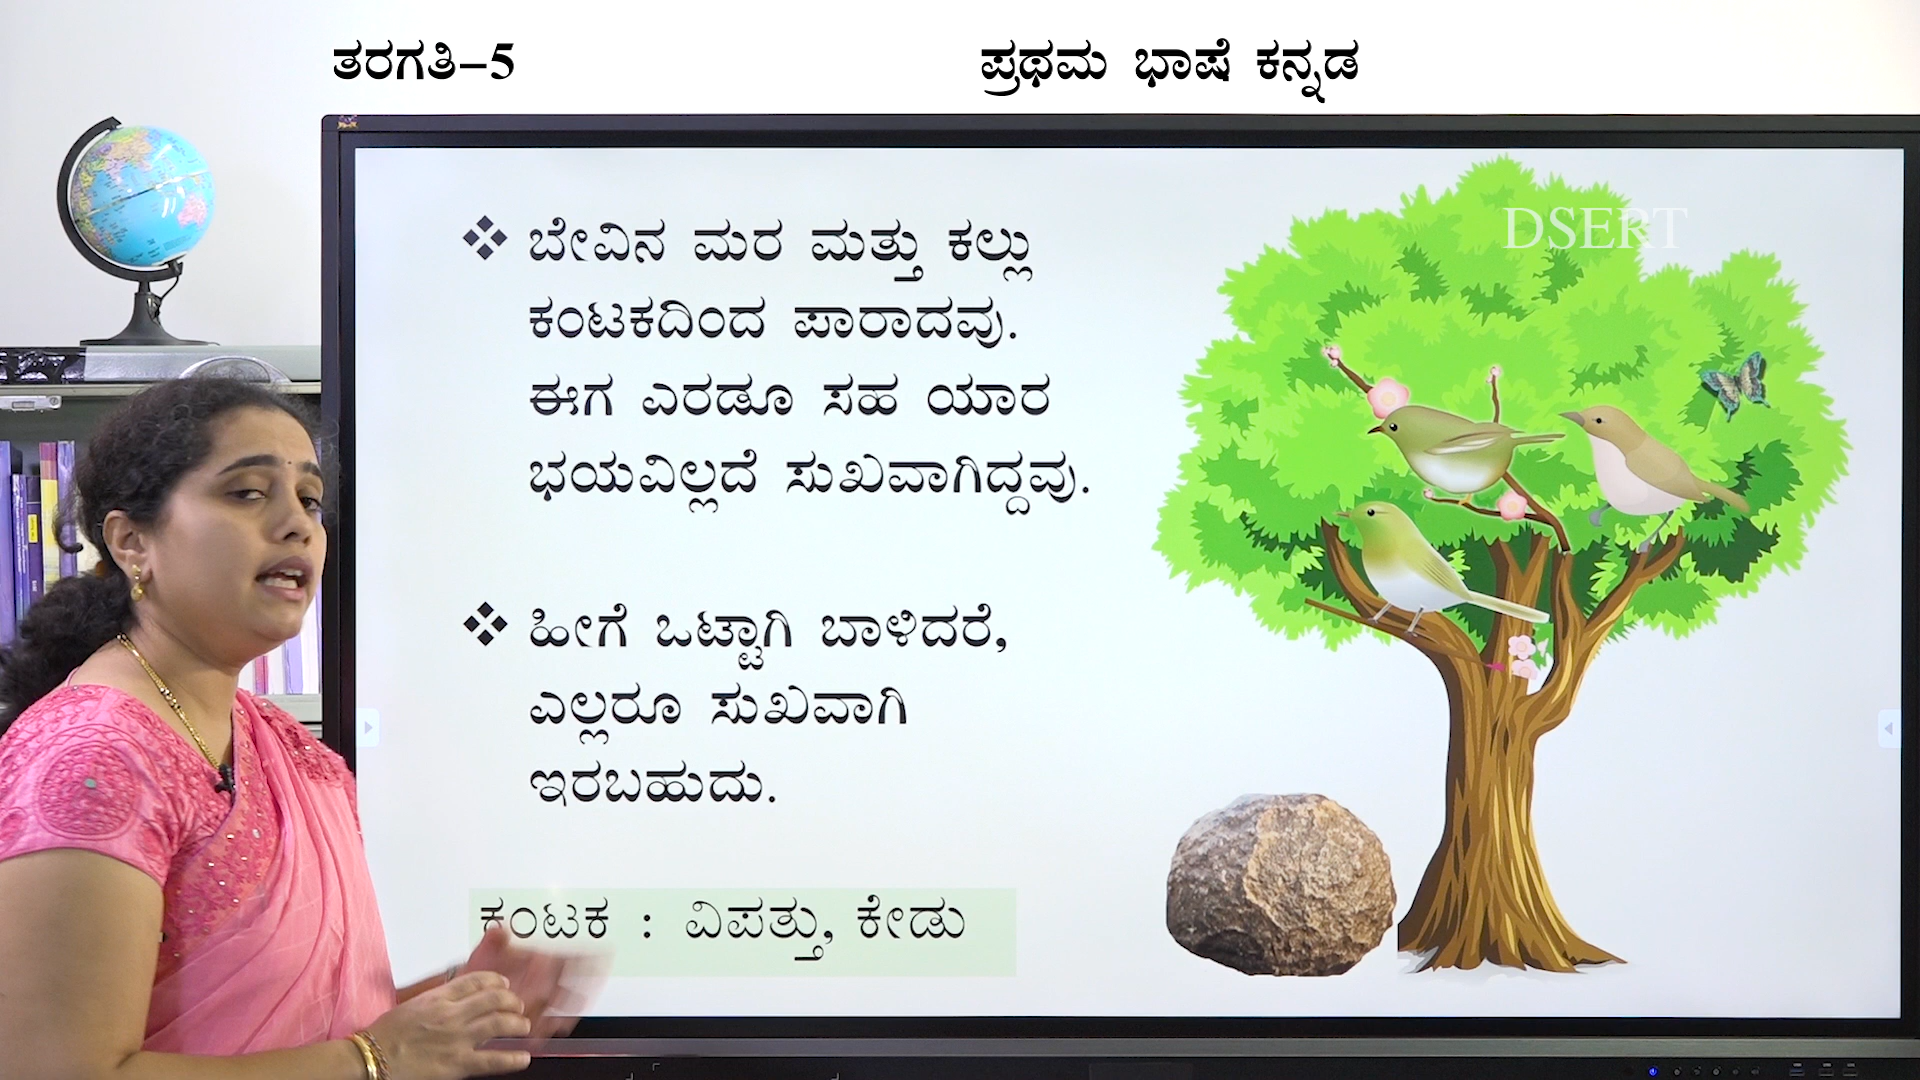 ತರಗತಿ–5
ಪ್ರಥಮ ಭಾಷೆ ಕನ್ನಡ
DSERT
❖ ಬೇವಿನ ಮರ ಮತ್ತು ಕಲ್ಲು
ಕಂಟಕದಿಂದ ಪಾರಾದವು.
ಈಗ ಎರಡೂ ಸಹ ಯಾರ
ಭಯವಿಲ್ಲದೆ ಸುಖವಾಗಿದ್ದವು.
❖ ಹೀಗೆ ಒಟ್ಟಾಗಿ ಬಾಳಿದರೆ,
ಎಲ್ಲರೂ ಸುಖವಾಗಿ
ಇರಬಹುದು.
ಕಂಟಕ : ವಿಪತ್ತು, ಕೇಡು